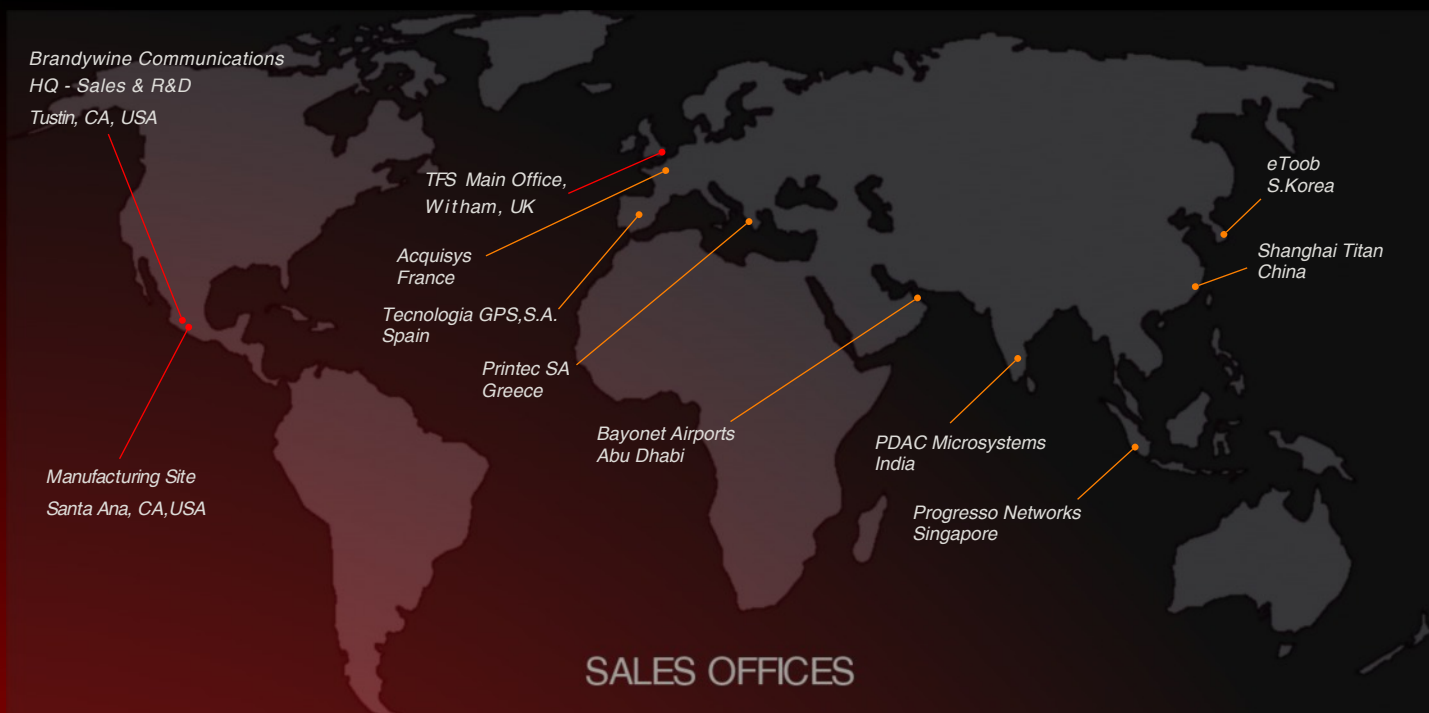 Brandywine Communications
HQ - Sales & R&D
Tustin, CA, USA
TFS Main Office,
Witham, UK
eToob
S.Korea
Acquisys
France
Shanghai Titan
China
Tecnologia GPS,S.A.
Spain
Printec SA
Greece
Bayonet Airports
Abu Dhabi
PDAC Microsystems
India
Manufacturing Site
Santa Ana, CA,USA
Progresso Networks
Singapore
SALES OFFICES